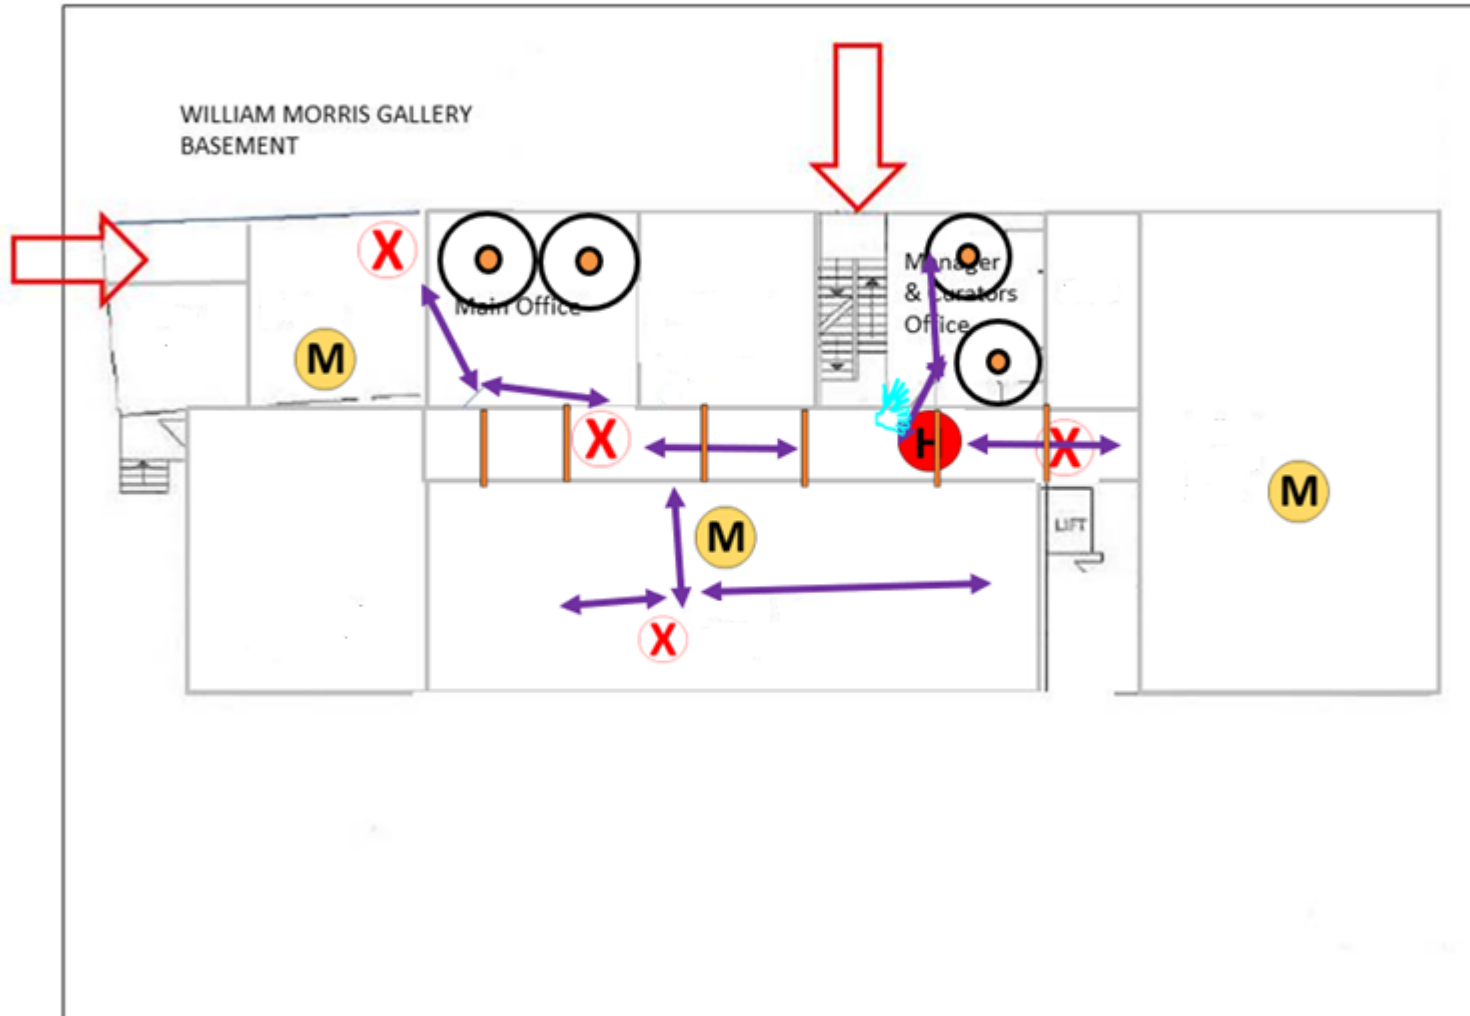 WILLIAM MORRIS GALLERY
BASEMENT
X
Main Office
M
Manager
& Curators
Office
X
H
X
M
LIFT
M
X